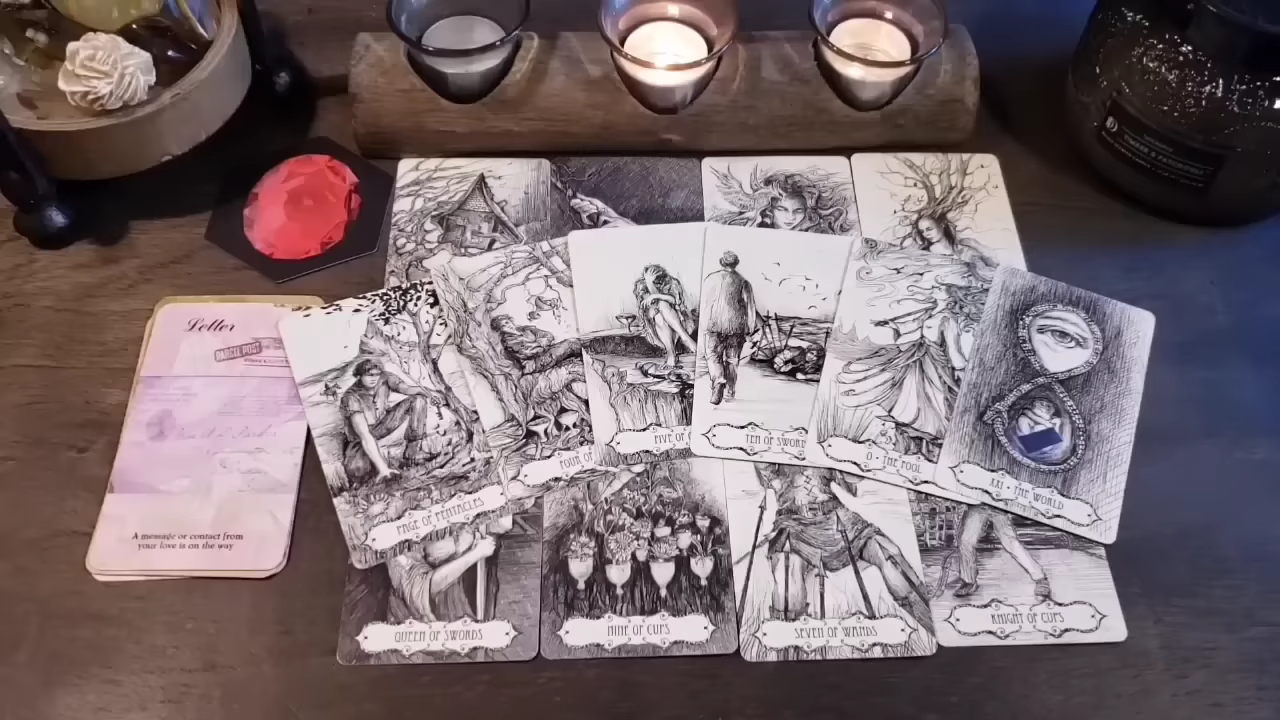 Letter
PARCEL POST
A message or contact from
your love is on the way
PAGE OF PENTACLES
FOUR OF
FIVE OF
TEN OF SWORD
0 • THE FOOL
XXI • THE WORLD
QUEEN OF SWORDS
NINE OF CUPS
SEVEN OF WANDS
KNIGHT OF CUPS